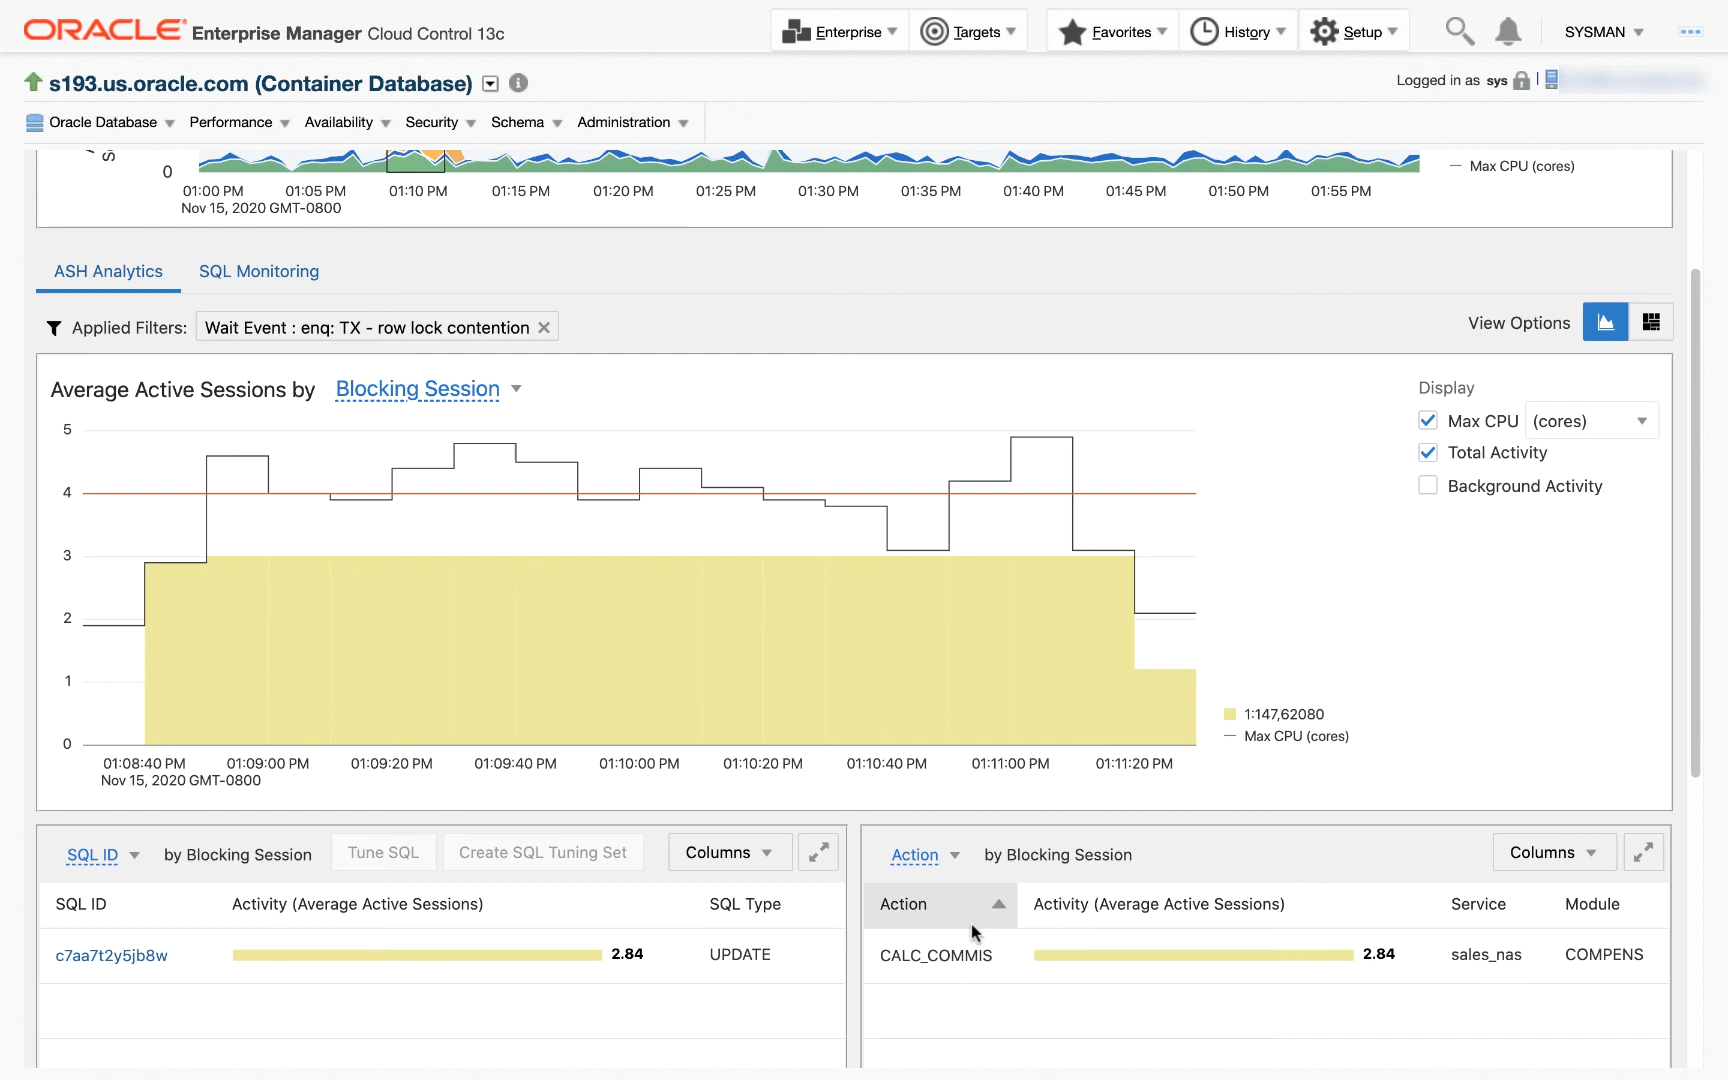 ORACLE Enterprise Manager Cloud Control 13c
Enterprise Targets Favorites History Setup SYSMAN
s193.us.oracle.com (Container Database)
Logged in as sys
Oracle Database Performance Availability Security Schema Administration
0
01:00 PM 01:05 PM 01:10 PM 01:15 PM 01:20 PM 01:25 PM 01:30 PM 01:35 PM 01:40 PM 01:45 PM 01:50 PM 01:55 PM
Nov 15, 2020 GMT-0800
Max CPU (cores)
ASH Analytics SQL Monitoring
Applied Filters: Wait Event : enq: TX - row lock contention
View Options
Average Active Sessions by Blocking Session
Display
Max CPU (cores)
Total Activity
Background Activity
5
4
3
2
1
0
1:147,62080
Max CPU (cores)
01:08:40 PM 01:09:00 PM 01:09:20 PM 01:09:40 PM 01:10:00 PM 01:10:20 PM 01:10:40 PM 01:11:00 PM 01:11:20 PM
Nov 15, 2020 GMT-0800
SQL ID by Blocking Session Tune SQL Create SQL Tuning Set Columns
SQL ID Activity (Average Active Sessions) SQL Type
c7aa7t2y5jb8w 2.84 UPDATE
Action by Blocking Session Columns
Action Activity (Average Active Sessions) Service Module
CALC_COMMIS 2.84 sales_nas COMPENS